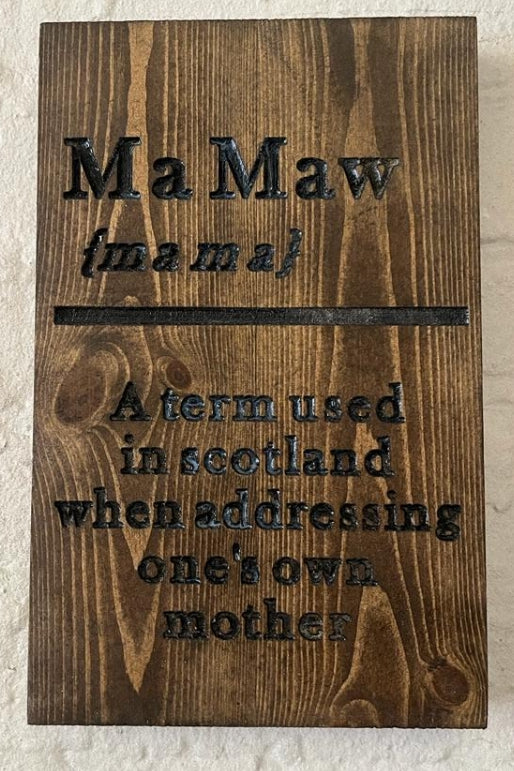 Ma Maw
{ma ma}
A term used
in scotland
when addressing
one's own
mother